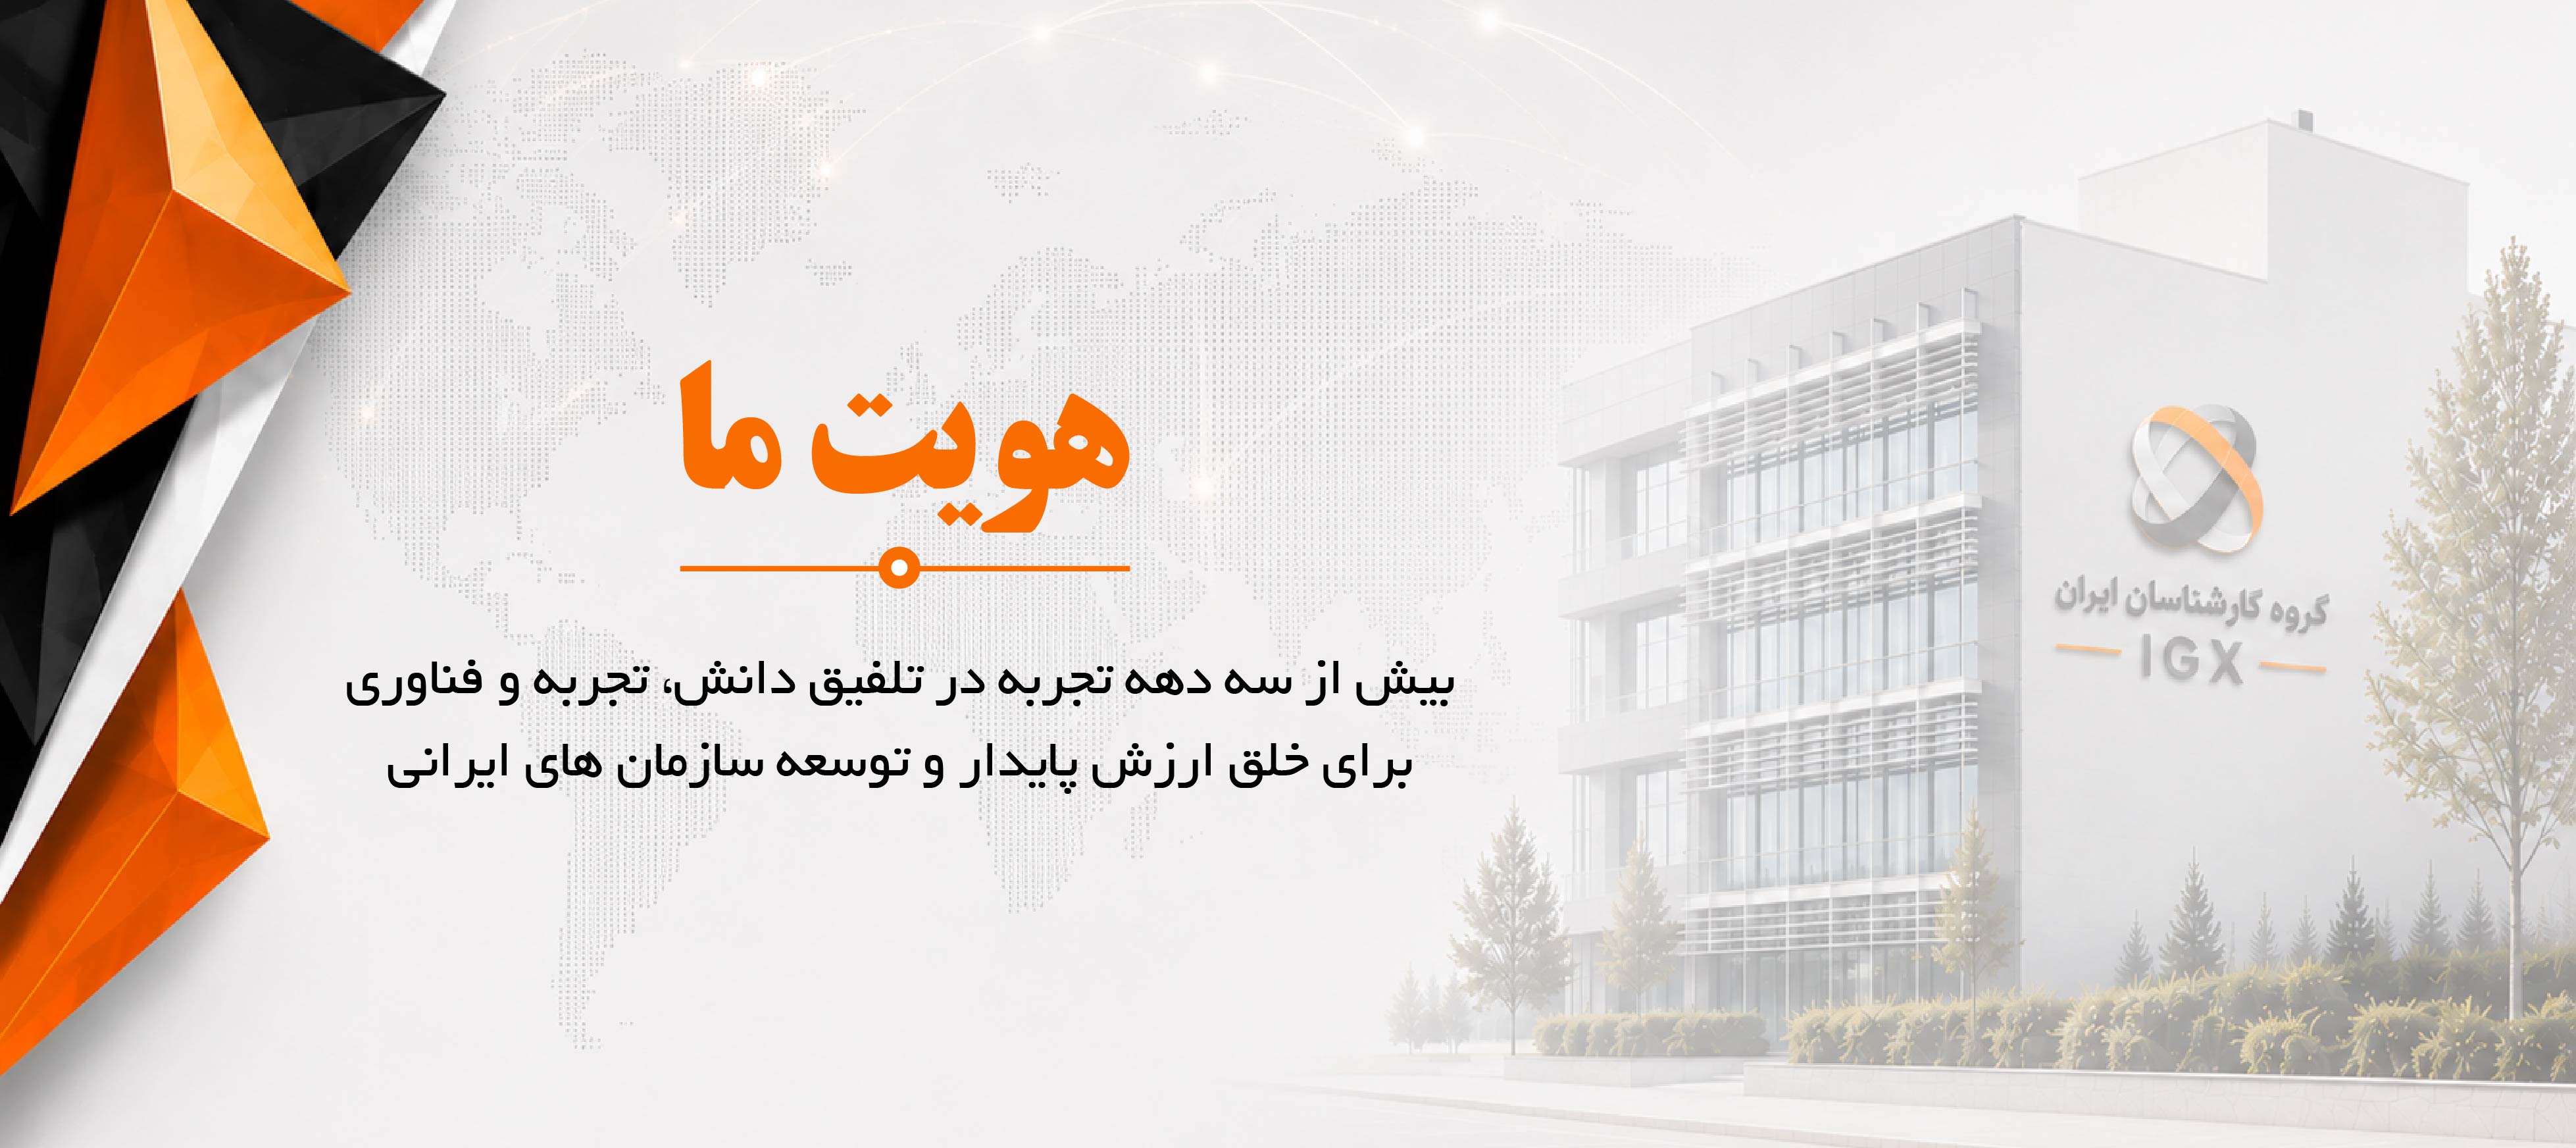 هویت ما
بیش از سه دهه تجربه در تلفیق دانش، تجربه و فناوری
برای خلق ارزش پایدار و توسعه سازمان های ایرانی
گروه کارشناسان ایران
IGX